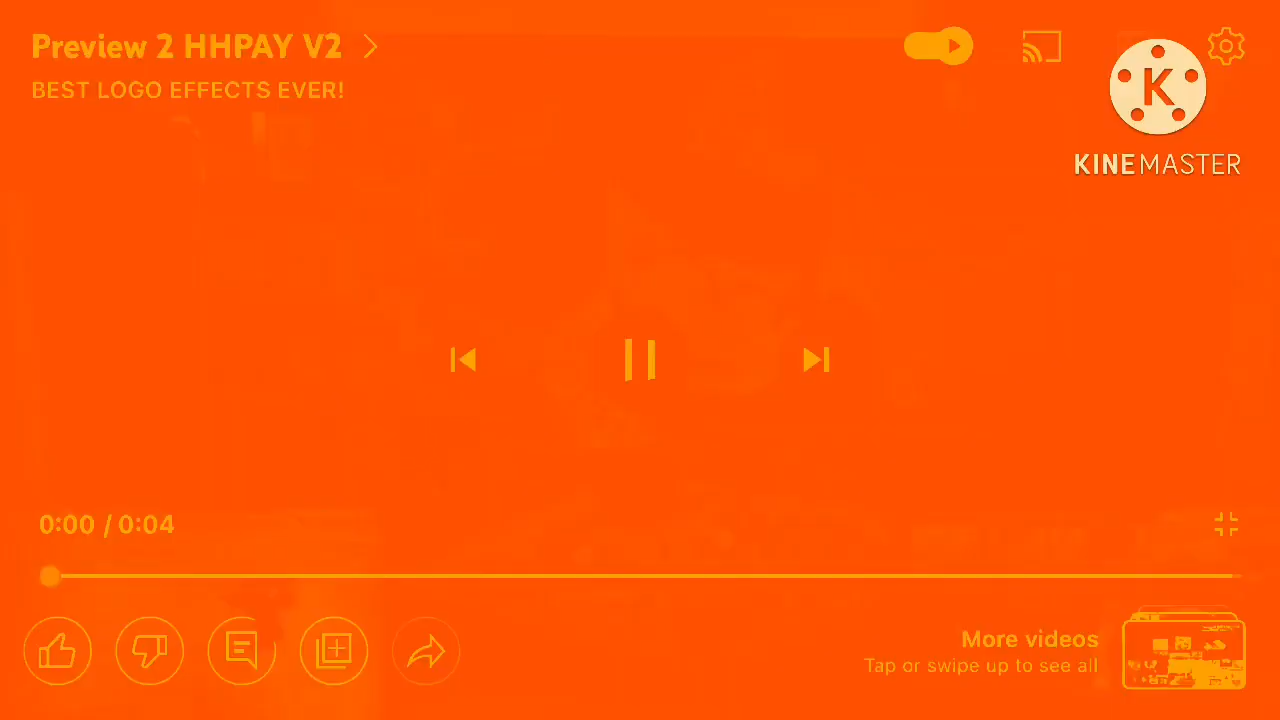 Preview 2 HHPAY V2
BEST LOGO EFFECTS EVER!
K
KINEMASTER
0:00 / 0:04
More videos
Tap or swipe up to see all